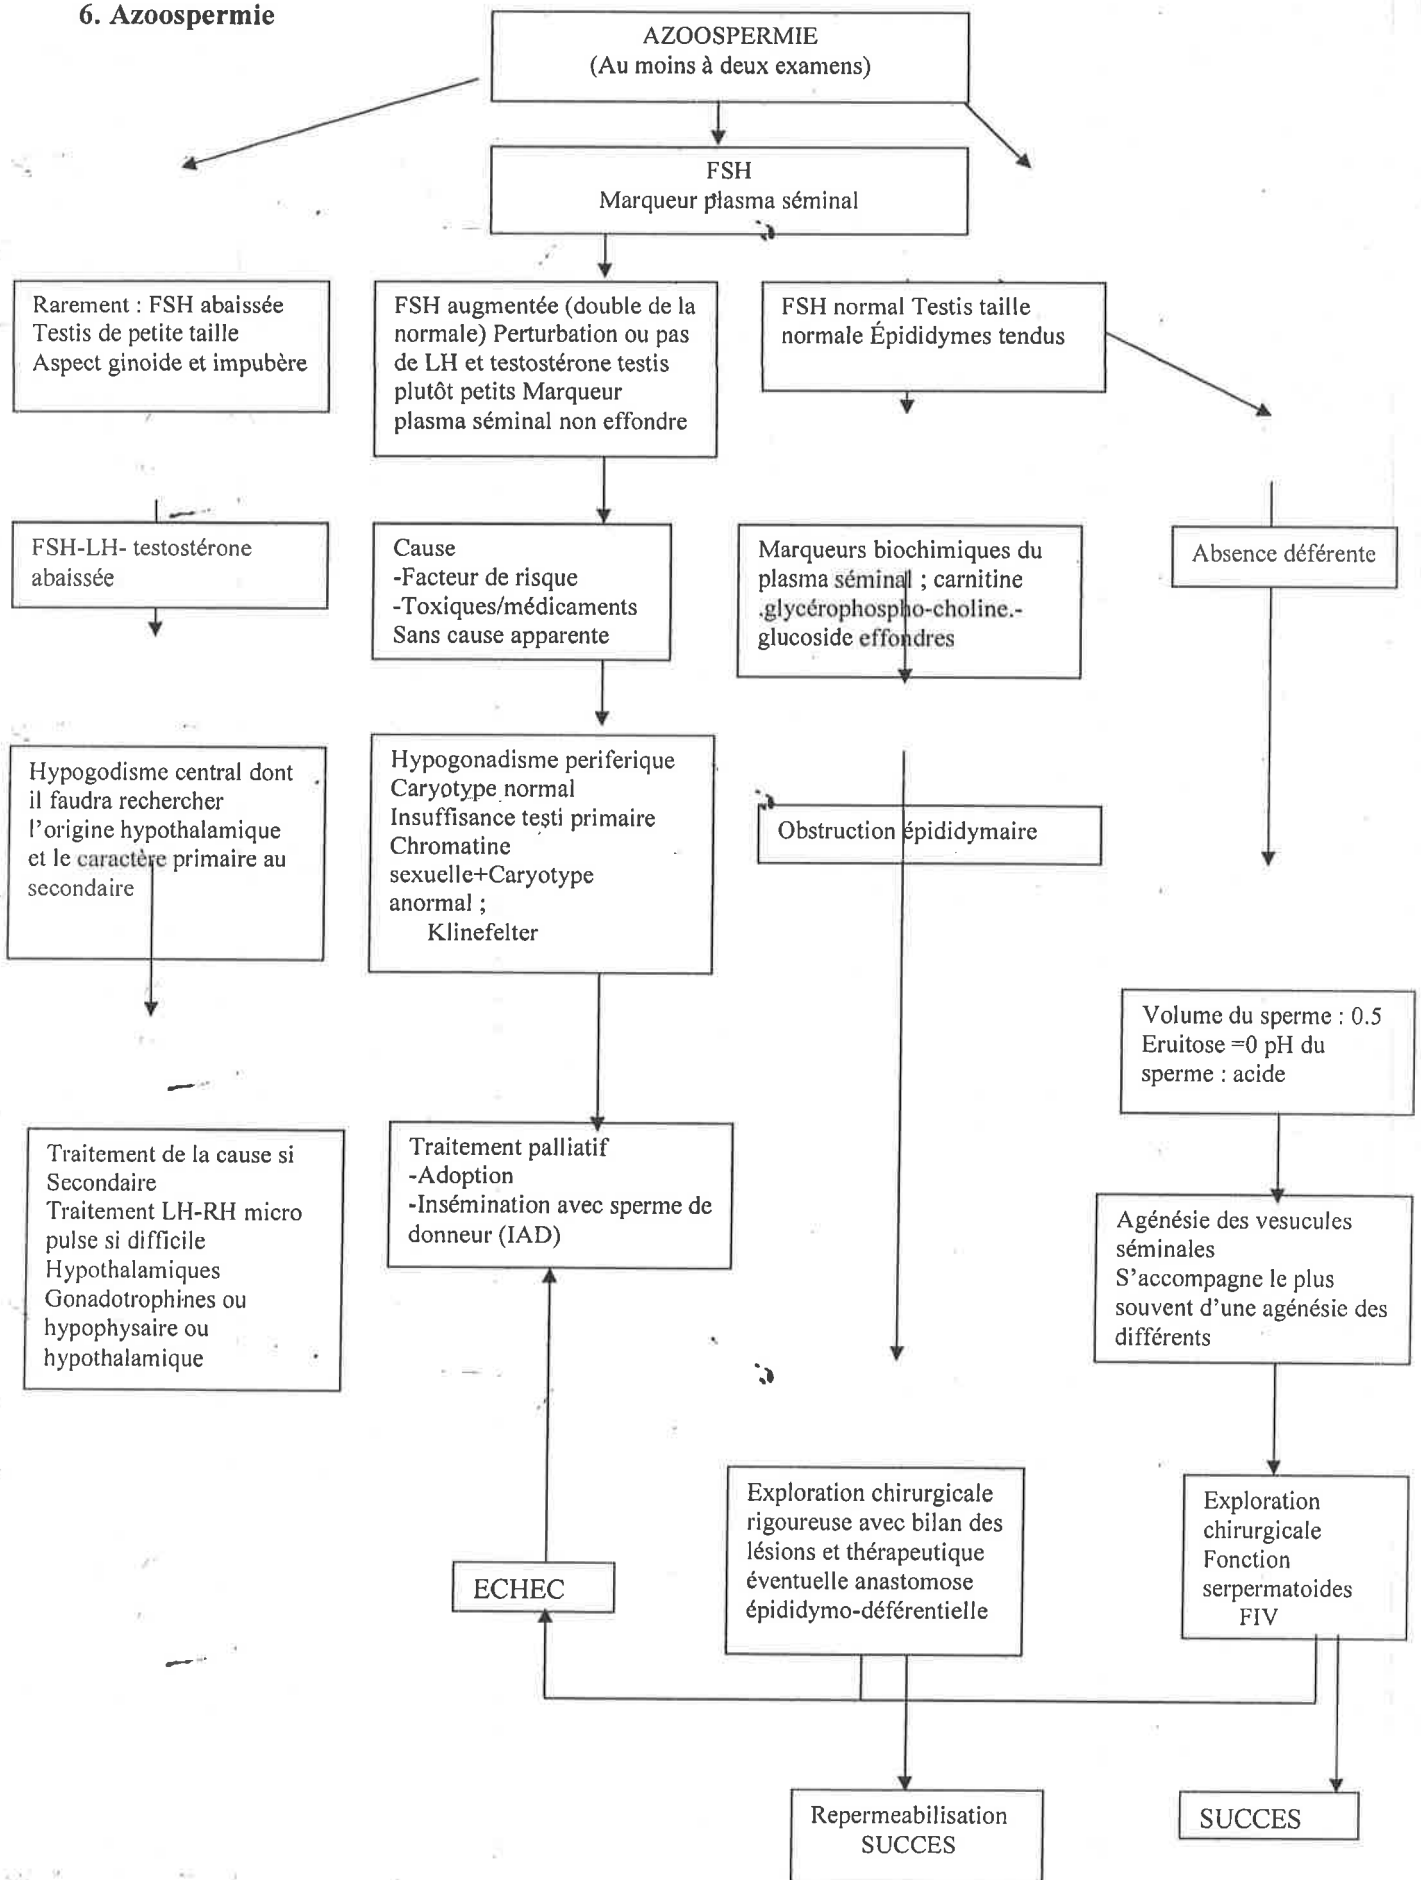 6. Azoospermie
AZOOSPERMIE
(Au moins à deux examens)
FSH
Marqueur plasma séminal
Rarement : FSH abaissée
Testis de petite taille
Aspect ginoide et impubère
FSH augmentée (double de la
normale) Perturbation ou pas
de LH et testostérone testis
plutôt petits Marqueur
plasma séminal non effondre
FSH normal Testis taille
normale Épididymes tendus
FSH-LH- testostérone
abaissée
Cause
-Facteur de risque
-Toxiques/médicaments
Sans cause apparente
Marqueurs biochimiques du
plasma séminal ; carnitine
.glycérophospho-choline.-
glucoside effondres
Absence déférente
Hypogodisme central dont
il faudra rechercher
l'origine hypothalamique
et le caractère primaire au
secondaire
Hypogonadisme periferique
Caryotype normal
Insuffisance testi primaire
Chromatine
sexuelle+Caryotype
anormal ;
Klinefelter
Obstruction épididymaire
Volume du sperme : 0.5
Eruitose =0 pH du
sperme : acide
Traitement de la cause si
Secondaire
Traitement LH-RH micro
pulse si difficile
Hypothalamiques
Gonadotrophines ou
hypophysaire ou
hypothalamique
Traitement palliatif
-Adoption
-Insémination avec sperme de
donneur (IAD)
Agénésie des vesucules
séminales
S'accompagne le plus
souvent d'une agénésie des
différents
ECHEC
Exploration chirurgicale
rigoureuse avec bilan des
lésions et thérapeutique
éventuelle anastomose
épididymo-déférentielle
Exploration
chirurgicale
Fonction
serpermatoides
FIV
Repermeabilisation
SUCCES
SUCCES